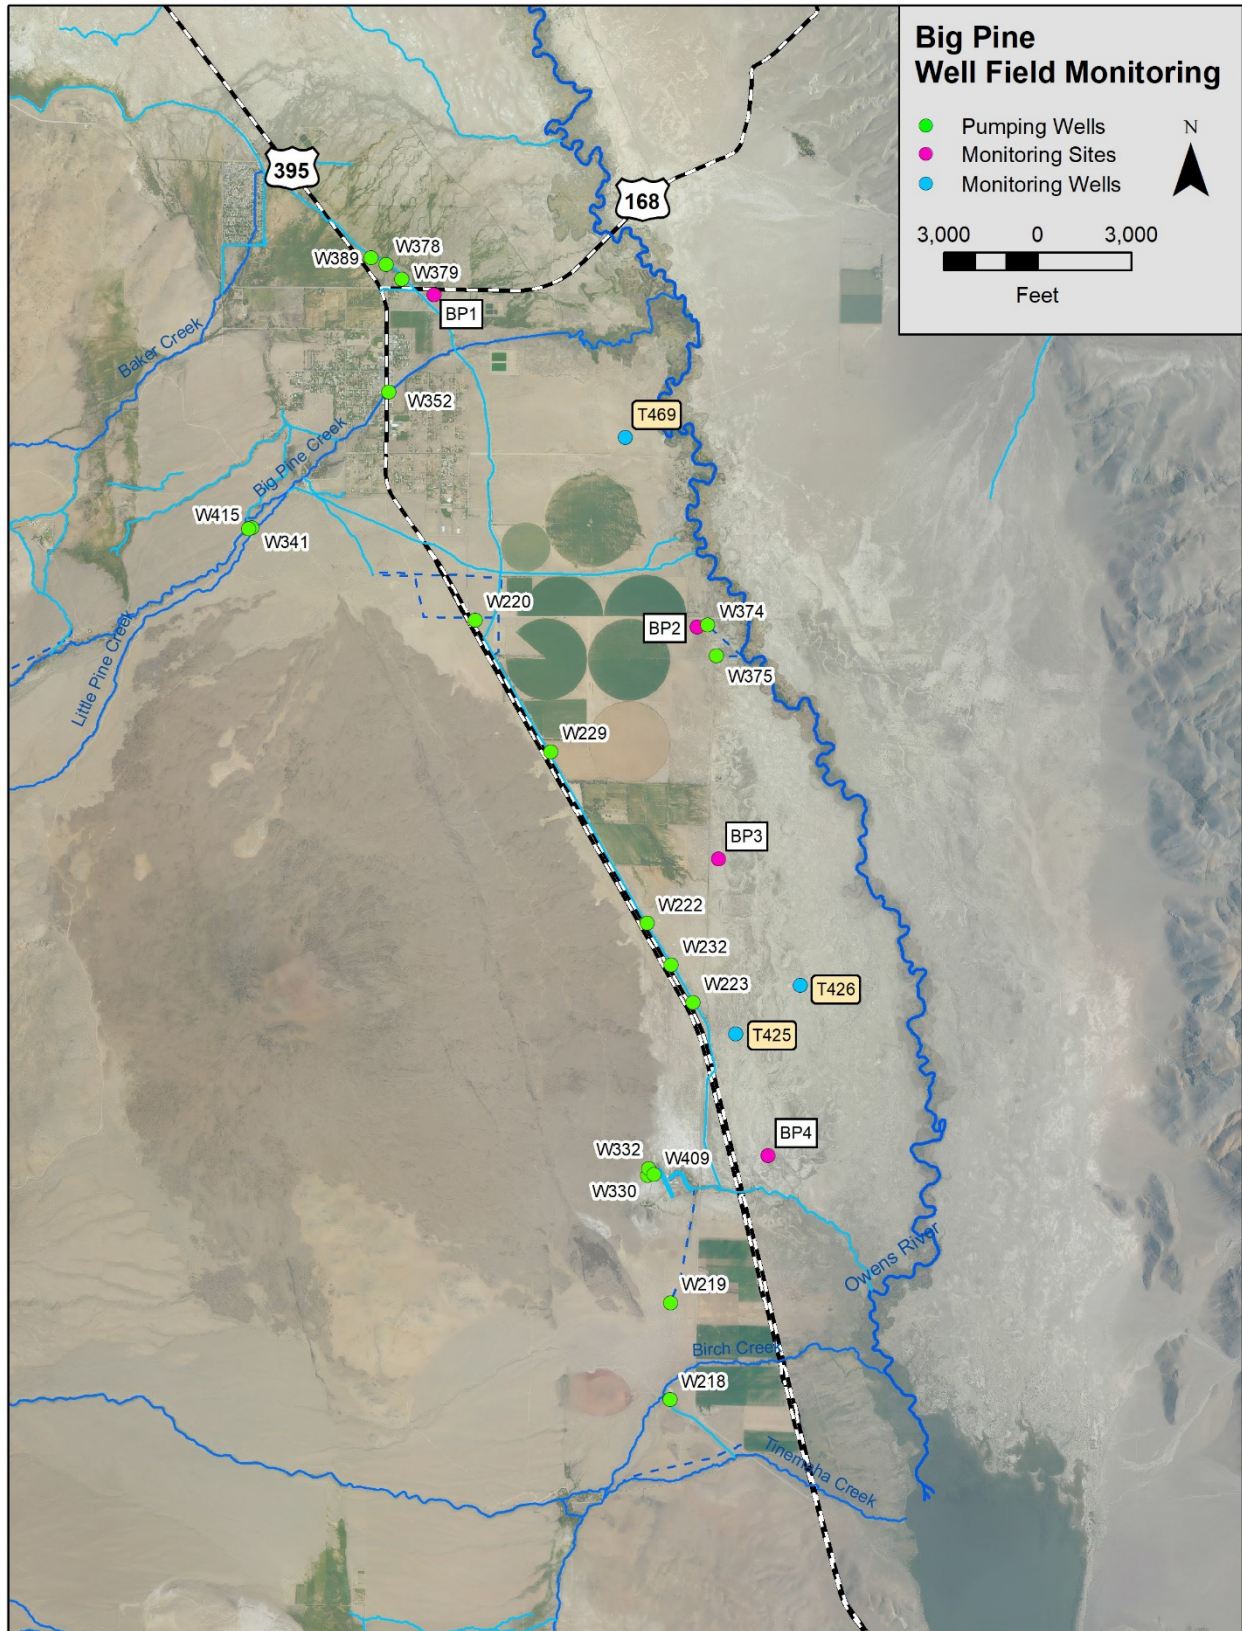 Big Pine
Well Field Monitoring
Pumping Wells
Monitoring Sites
Monitoring Wells
N
3,000 0 3,000
Feet
395
168
W378
W389
W379
BP1
Baker Creek
W352
T469
Big Pine Creek
W415
W341
W220
W374
BP2
W375
Little Pine Creek
W229
BP3
W222
W232
T426
W223
T425
BP4
W332
W409
W330
Owens River
W219
Birch Creek
W218
Tinemaha Creek